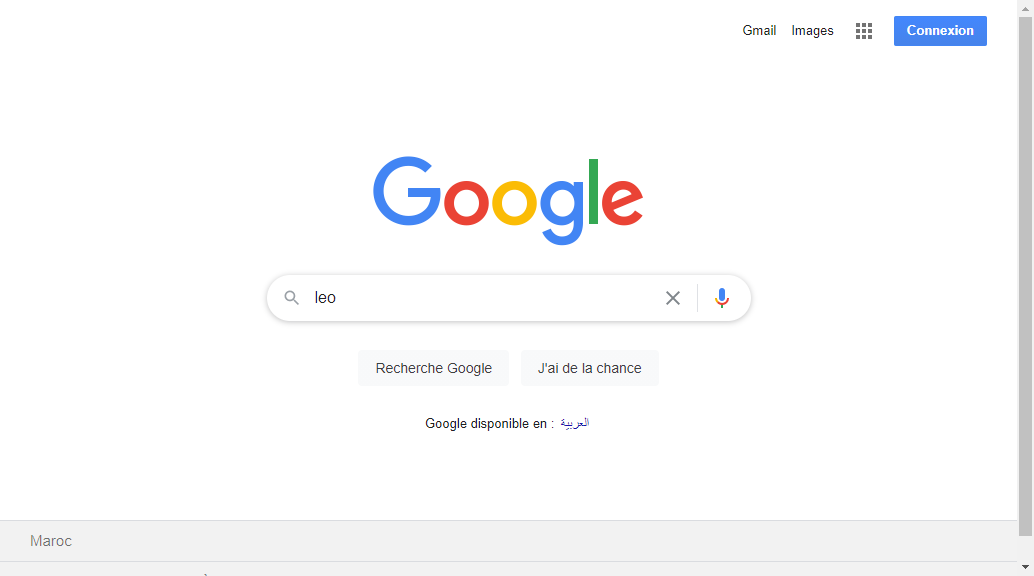 Gmail Images Connexion
Google
leo
Recherche Google J'ai de la chance
Google disponible en : العربية
Maroc